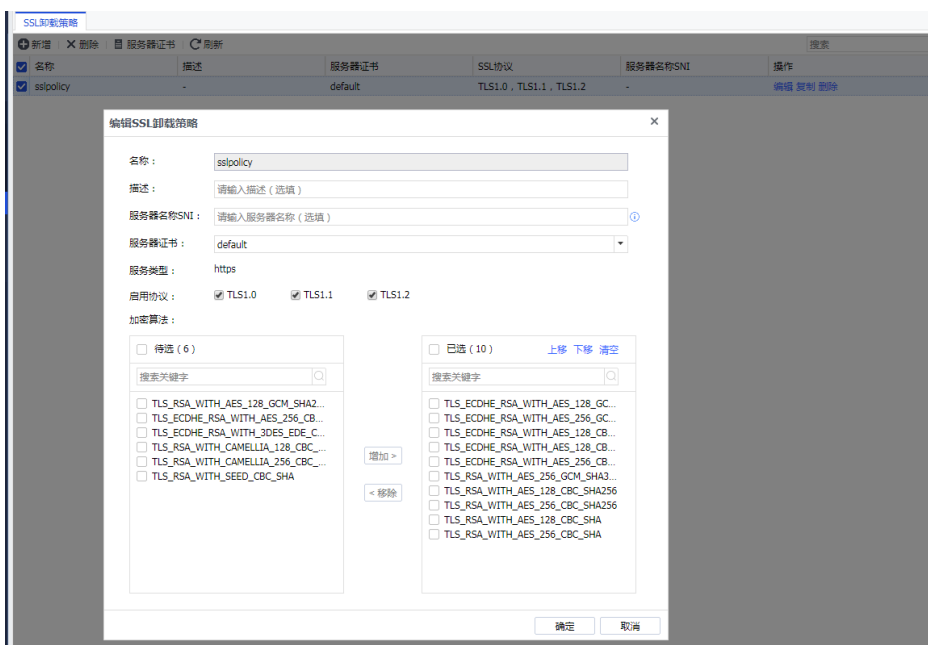 SSL卸载策略
新增 删除 服务器证书 刷新 搜索
名称 描述 服务器证书 SSL协议 服务器名称SNI 操作
sslpolicy - default TLS1.0 , TLS1.1 , TLS1.2 - 编辑 复制 删除
编辑SSL卸载策略
名称： sslpolicy
描述： 请输入描述（选填）
服务器名称SNI： 请输入服务器名称（选填）
服务器证书： default
服务类型： https
启用协议： TLS1.0 TLS1.1 TLS1.2
加密算法：
待选（6）
搜索关键字
TLS_RSA_WITH_AES_128_GCM_SHA2...
TLS_ECDHE_RSA_WITH_AES_256_CB...
TLS_ECDHE_RSA_WITH_3DES_EDE_C...
TLS_RSA_WITH_CAMELLIA_128_CBC_...
TLS_RSA_WITH_CAMELLIA_256_CBC_...
TLS_RSA_WITH_SEED_CBC_SHA
增加 >
< 移除
已选（10） 上移 下移 清空
搜索关键字
TLS_ECDHE_RSA_WITH_AES_128_GC...
TLS_ECDHE_RSA_WITH_AES_256_GC...
TLS_ECDHE_RSA_WITH_AES_128_CB...
TLS_ECDHE_RSA_WITH_AES_128_CB...
TLS_ECDHE_RSA_WITH_AES_256_CB...
TLS_RSA_WITH_AES_256_GCM_SHA3...
TLS_RSA_WITH_AES_128_CBC_SHA256
TLS_RSA_WITH_AES_256_CBC_SHA256
TLS_RSA_WITH_AES_128_CBC_SHA
TLS_RSA_WITH_AES_256_CBC_SHA
确定 取消